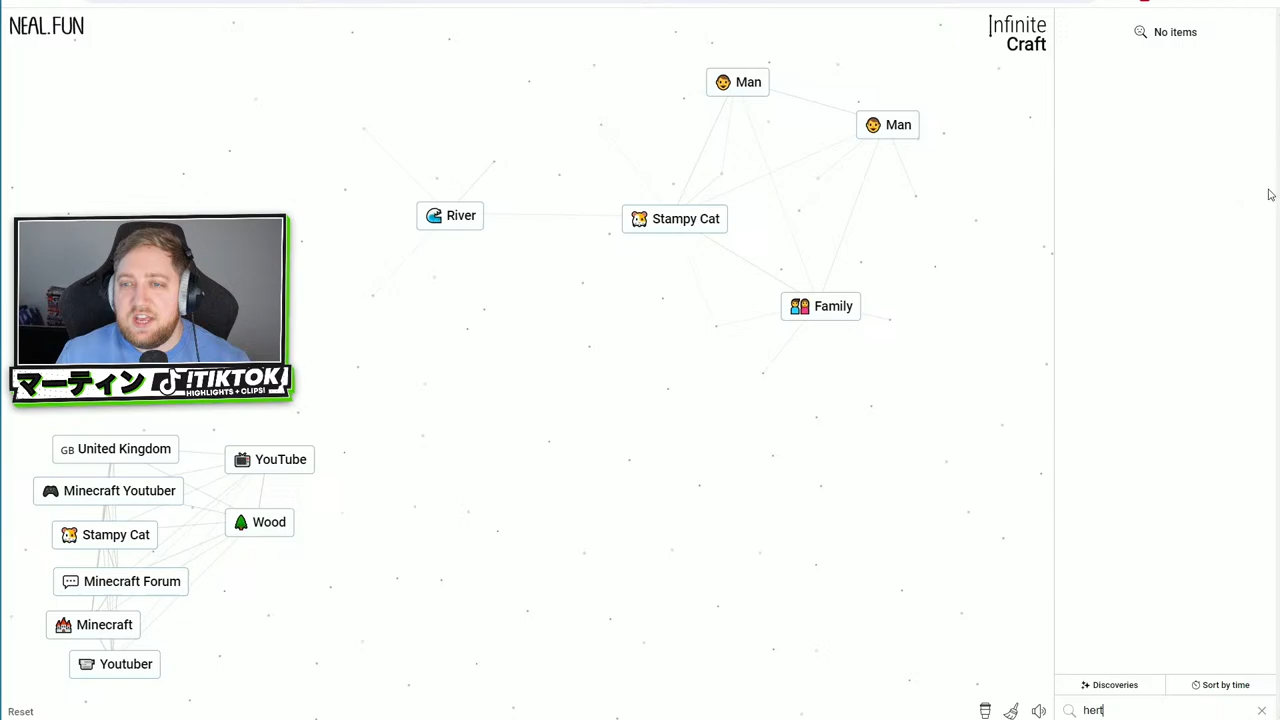 NEAL.FUN
Infinite
Craft
No items
Man
Man
River
Stampy Cat
Family
マーティン !TIKTOK
HIGHLIGHTS + CLIPS!
GB United Kingdom
YouTube
Minecraft Youtuber
Wood
Stampy Cat
Minecraft Forum
Minecraft
Youtuber
Discoveries
Sort by time
Reset
hert